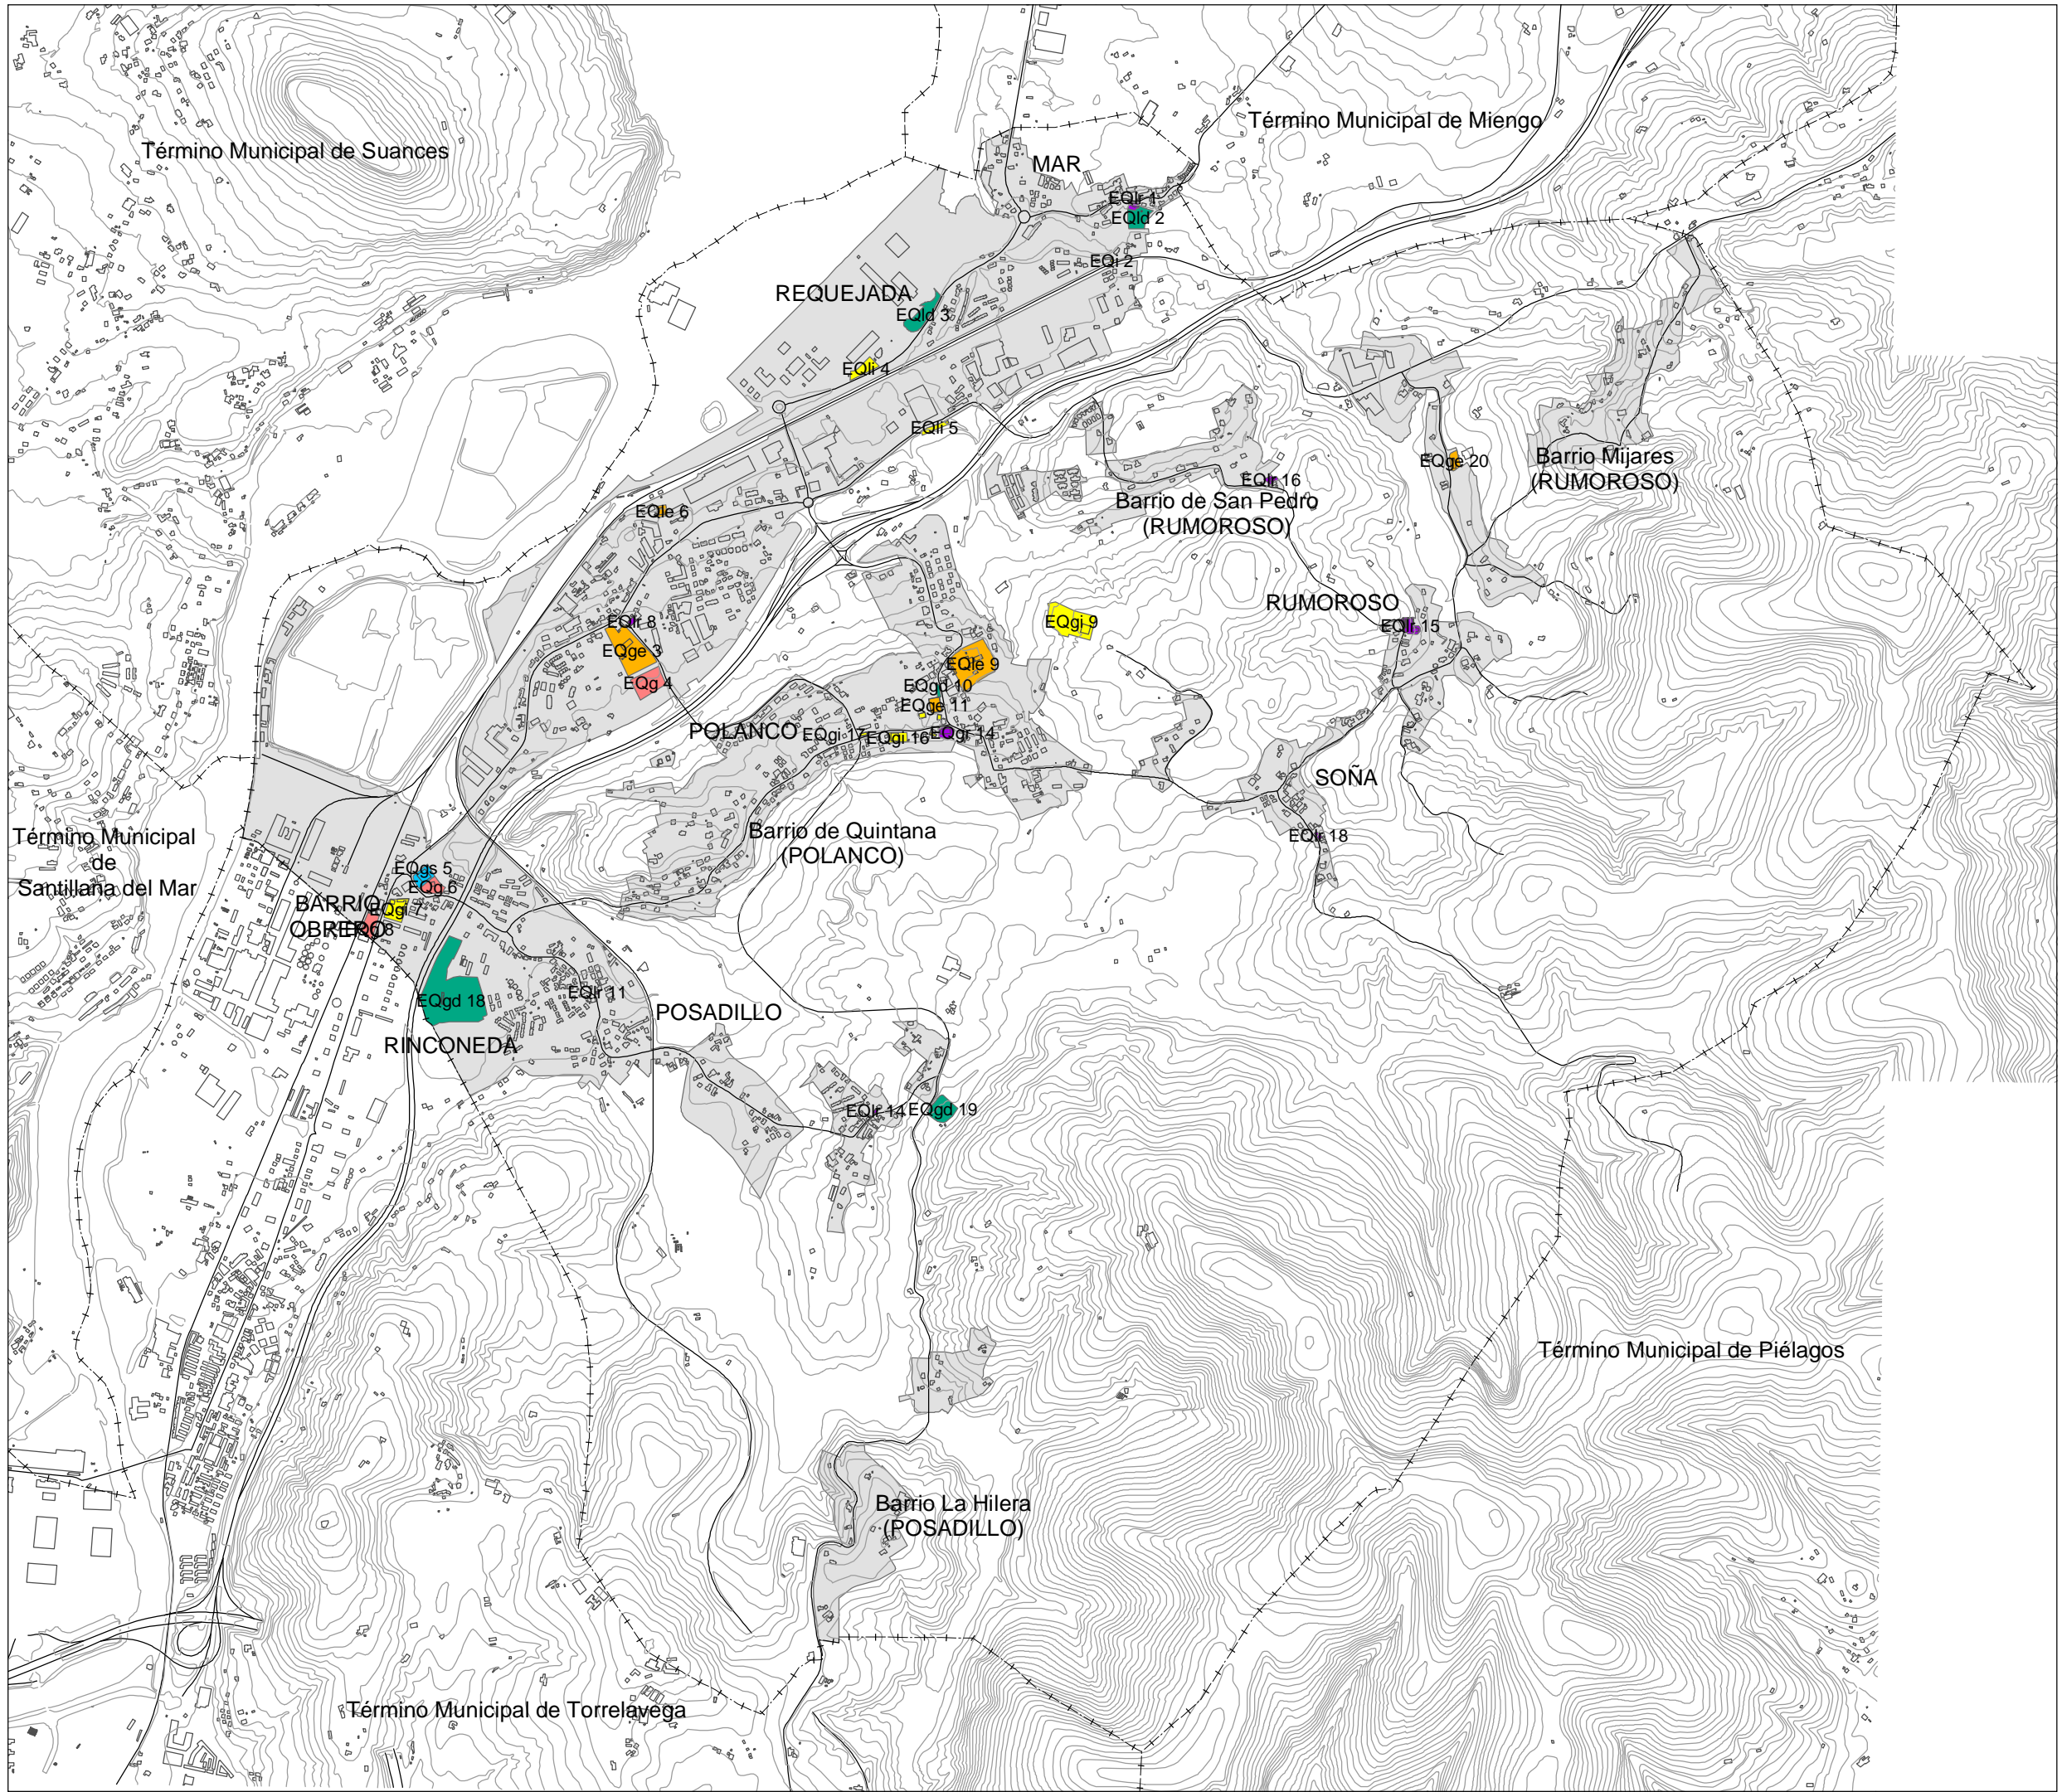 Término Municipal de Miengo
Término Municipal de Suances
MAR
EQlr 1
EQld 2
EQi 2
REQUEJADA
EQld 3
EQli 4
EQli 5
Barrio Mijares
(RUMOROSO)
EQge 20
EQlr 16
Barrio de San Pedro
(RUMOROSO)
EQle 6
RUMOROSO
EQlr 15
EQlr 8
EQgi 9
EQge 3
EQle 9
EQg 4
EQgd 10
EQge 11
POLANCO
EQgi 17
EQgi 16
EQgr 14
SOÑA
Barrio de Quintana
(POLANCO)
EQlr 18
Término Municipal
de
Santillana del Mar
EQgs 5
EQg 6
BARRIO
OBRERO
EQgi 7
EQgd 18
EQlr 11
POSADILLO
RINCONEDA
EQlr 14
EQgd 19
Término Municipal de Piélagos
Barrio La Hilera
(POSADILLO)
Término Municipal de Torrelavega